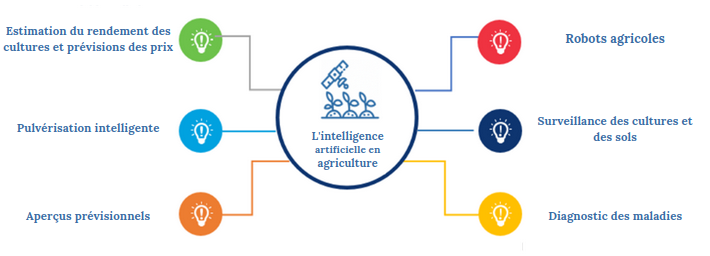 Estimation du rendement des
cultures et prévisions des prix
Pulvérisation intelligente
Aperçus prévisionnels
L'intelligence
artificielle en
agriculture
Robots agricoles
Surveillance des cultures et
des sols
Diagnostic des maladies